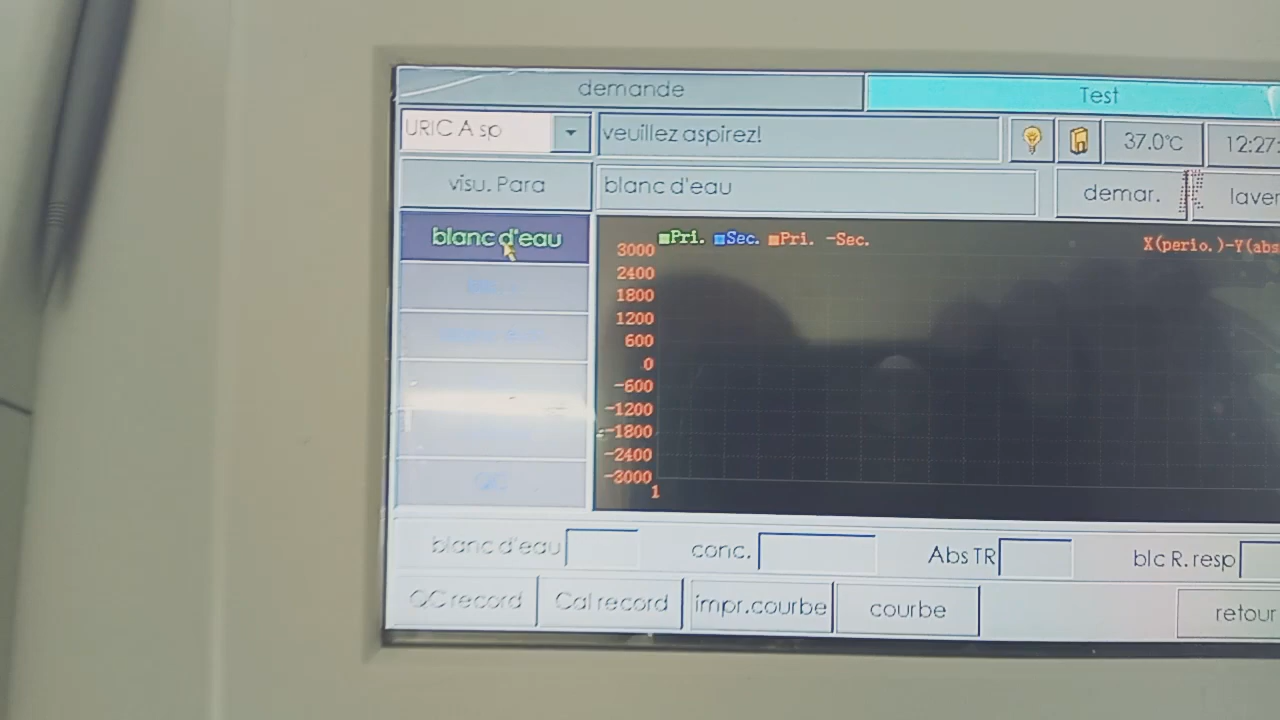 demande
Test
URIC A sp
veuillez aspirez!
37.0°C
12:27:
visu. Para
blanc d'eau
demar.
laver
blanc d'eau
Pri. Sec. Pri. -Sec.
X(perio.)-Y(abs
3000
2400
1800
1200
600
0
-600
-1200
-1800
-2400
-3000
1
QC
blanc d'eau
conc.
Abs TR
blc R. resp
QC record
Cal record
impr.courbe
courbe
retour